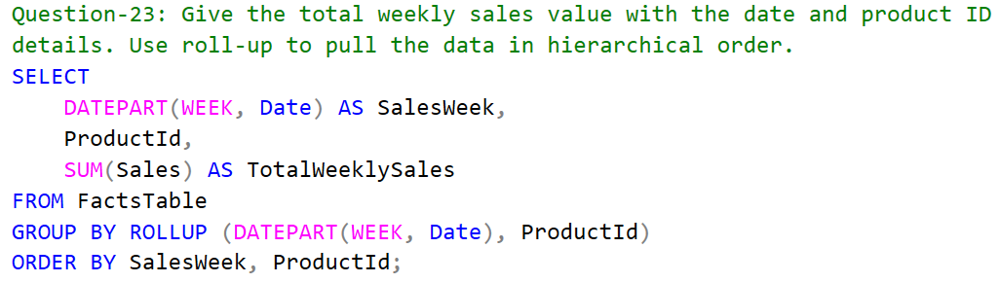 Question-23: Give the total weekly sales value with the date and product ID
details. Use roll-up to pull the data in hierarchical order.
SELECT
    DATEPART(WEEK, Date) AS SalesWeek,
    ProductId,
    SUM(Sales) AS TotalWeeklySales
FROM FactsTable
GROUP BY ROLLUP (DATEPART(WEEK, Date), ProductId)
ORDER BY SalesWeek, ProductId;